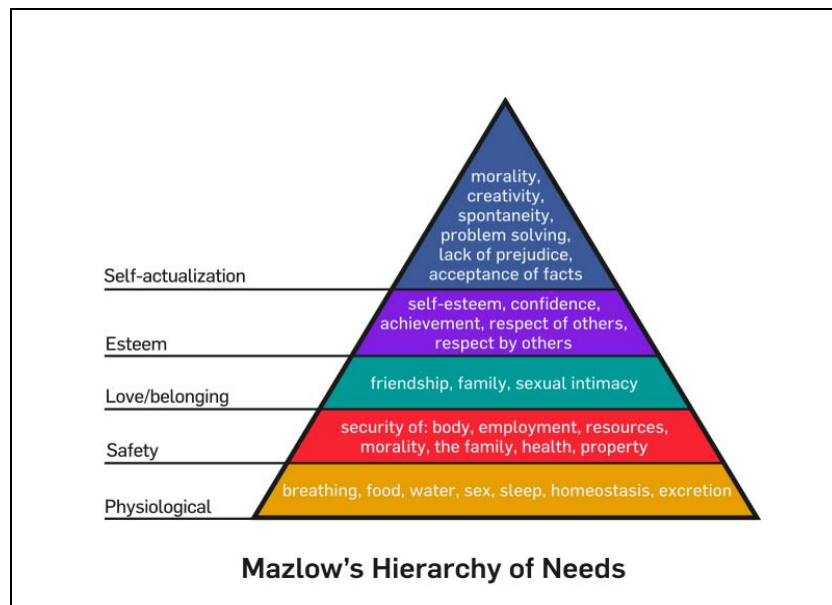 morality,
creativity,
spontaneity,
problem solving,
lack of prejudice,
acceptance of facts
Self-actualization
self-esteem, confidence,
achievement, respect of others,
respect by others
Esteem
friendship, family, sexual intimacy
Love/belonging
security of: body, employment, resources,
morality, the family, health, property
Safety
breathing, food, water, sex, sleep, homeostasis, excretion
Physiological
Mazlow's Hierarchy of Needs